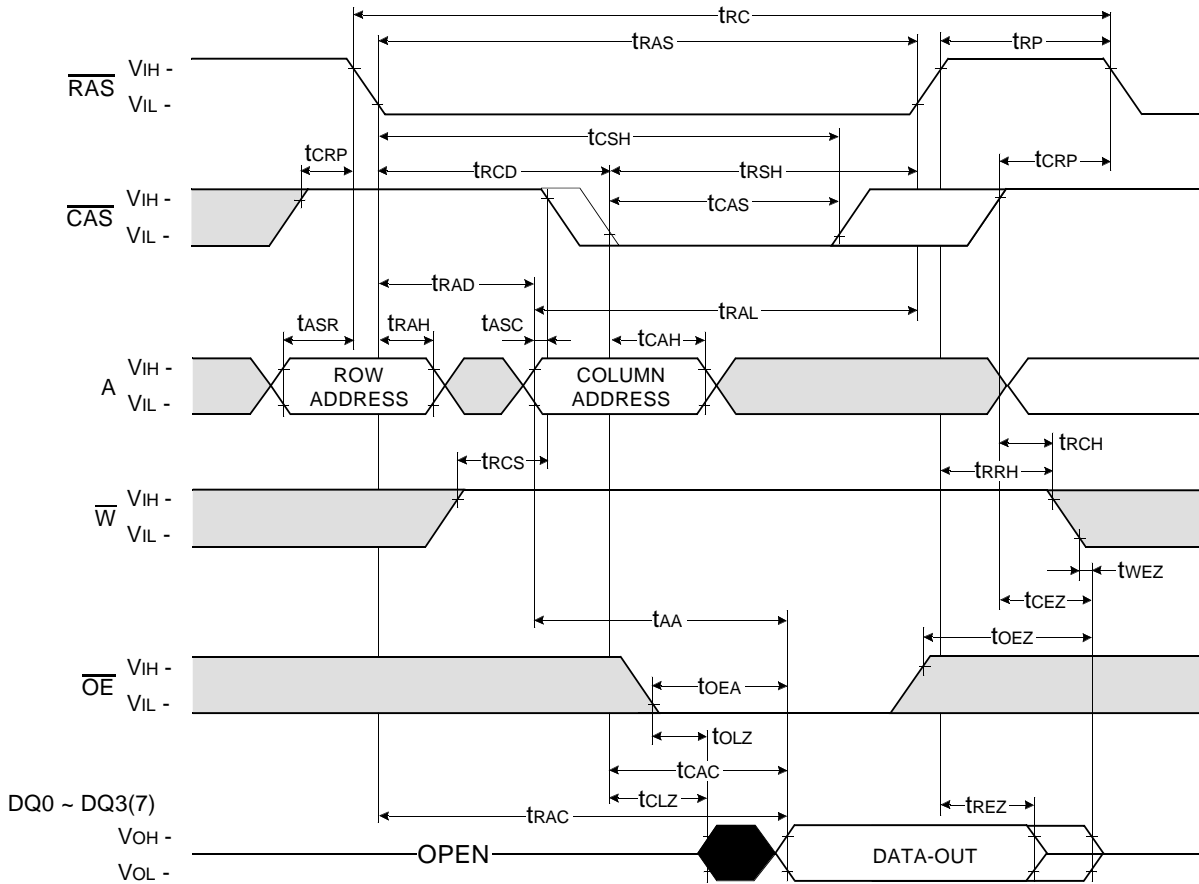 tRC
tRAS
tRP
RAS
VIH -
VIL -
tCSH
tCRP
tRCD
tRSH
tCRP
CAS
VIH -
VIL -
tCAS
tRAD
tRAL
tASR
tRAH
tASC
tCAH
A
VIH -
VIL -
ROW
ADDRESS
COLUMN
ADDRESS
tRCS
tRCH
tRRH
W
VIH -
VIL -
tWEZ
tCEZ
tAA
tOEZ
OE
VIH -
VIL -
tOEA
tOLZ
tCAC
DQ0 ~ DQ3(7)
tCLZ
tREZ
tRAC
VOH -
VOL -
OPEN
DATA-OUT